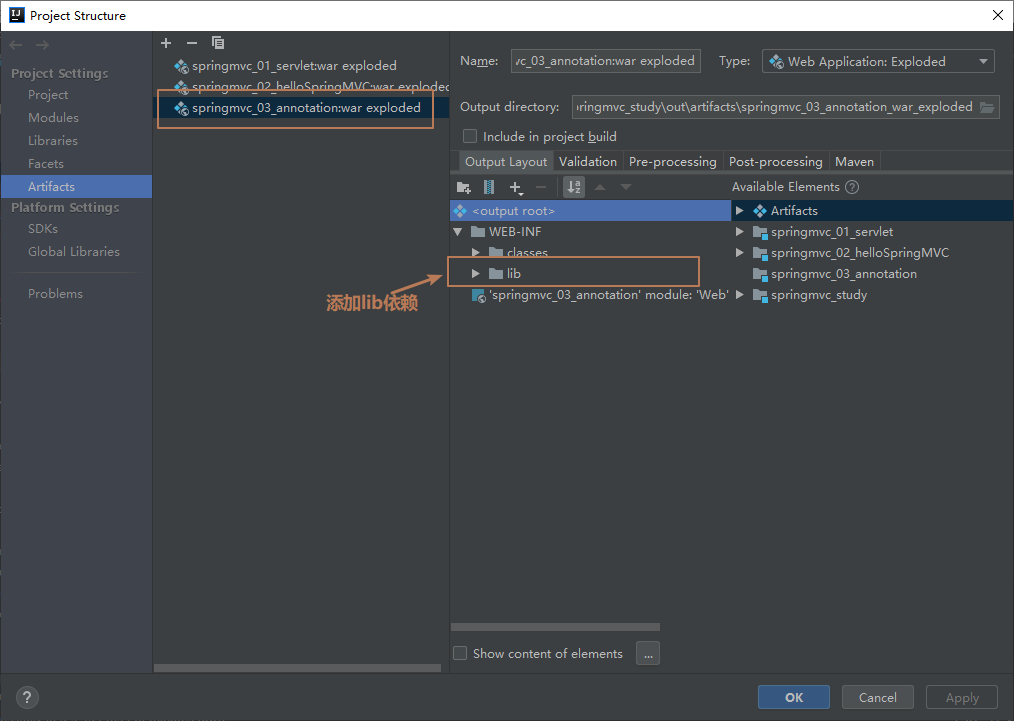 Project Structure
Project Settings
Project
Modules
Libraries
Facets
Artifacts
Platform Settings
SDKs
Global Libraries
Problems
springmvc_01_servlet:war exploded
springmvc_02_helloSpringMVC:war exploded
springmvc_03_annotation:war exploded
Name: vc_03_annotation:war exploded Type: Web Application: Exploded
Output directory: ringmvc_study\out\artifacts\springmvc_03_annotation_war_exploded
Include in project build
Output Layout Validation Pre-processing Post-processing Maven
Available Elements ?
<output root>
WEB-INF
classes
lib
'springmvc_03_annotation' module: 'Web'
添加lib依赖
Artifacts
springmvc_01_servlet
springmvc_02_helloSpringMVC
springmvc_03_annotation
springmvc_study
Show content of elements ...
? OK Cancel Apply